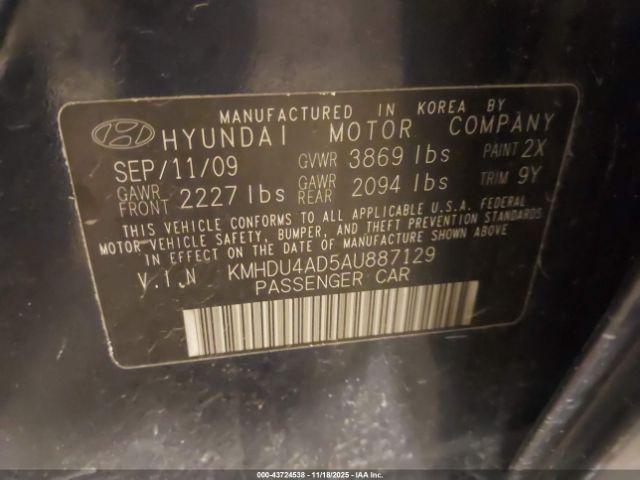 MANUFACTURED IN KOREA BY
HYUNDAI MOTOR COMPANY
SEP/11/09 GVWR 3869 lbs PAINT 2X
GAWR FRONT 2227 lbs GAWR REAR 2094 lbs TRIM 9Y
THIS VEHICLE CONFORMS TO ALL APPLICABLE U.S.A. FEDERAL
MOTOR VEHICLE SAFETY, BUMPER, AND THEFT PREVENTION STANDARDS
IN EFFECT ON THE DATE OF MANUFACTURE SHOWN ABOVE.
V.I.N KMHDU4AD5AU887129
PASSENGER CAR
000-43724538 - 11/18/2025 - IAA Inc.